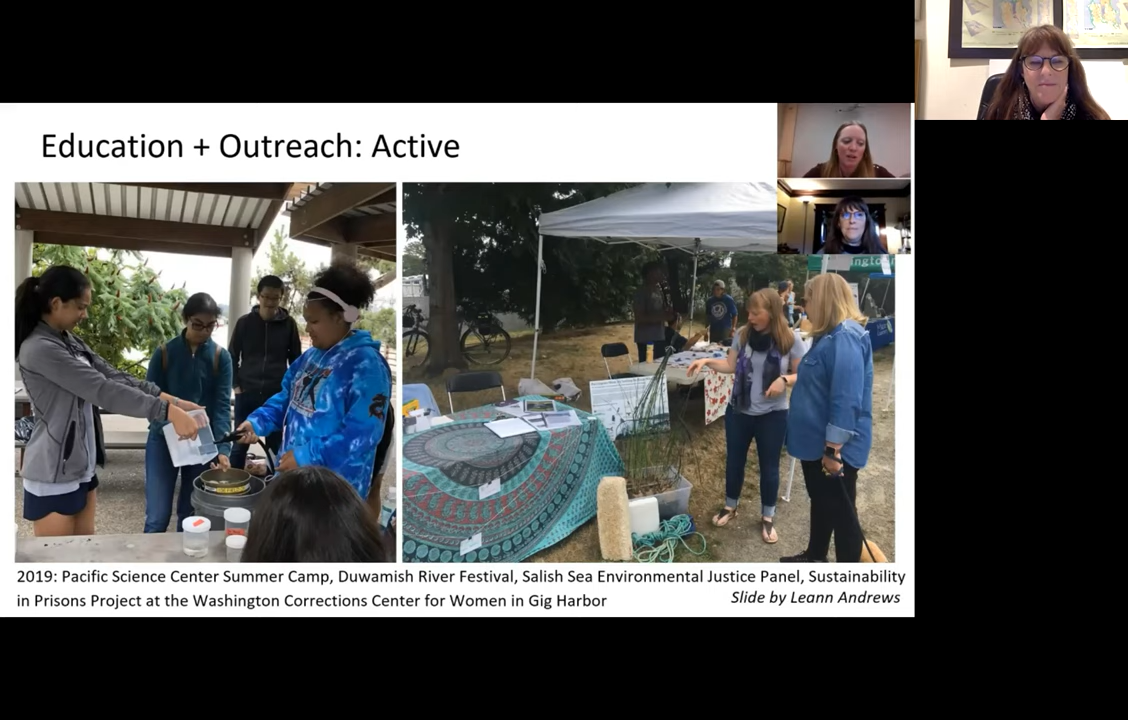 Education + Outreach: Active
2019: Pacific Science Center Summer Camp, Duwamish River Festival, Salish Sea Environmental Justice Panel, Sustainability
in Prisons Project at the Washington Corrections Center for Women in Gig Harbor
Slide by Leann Andrews